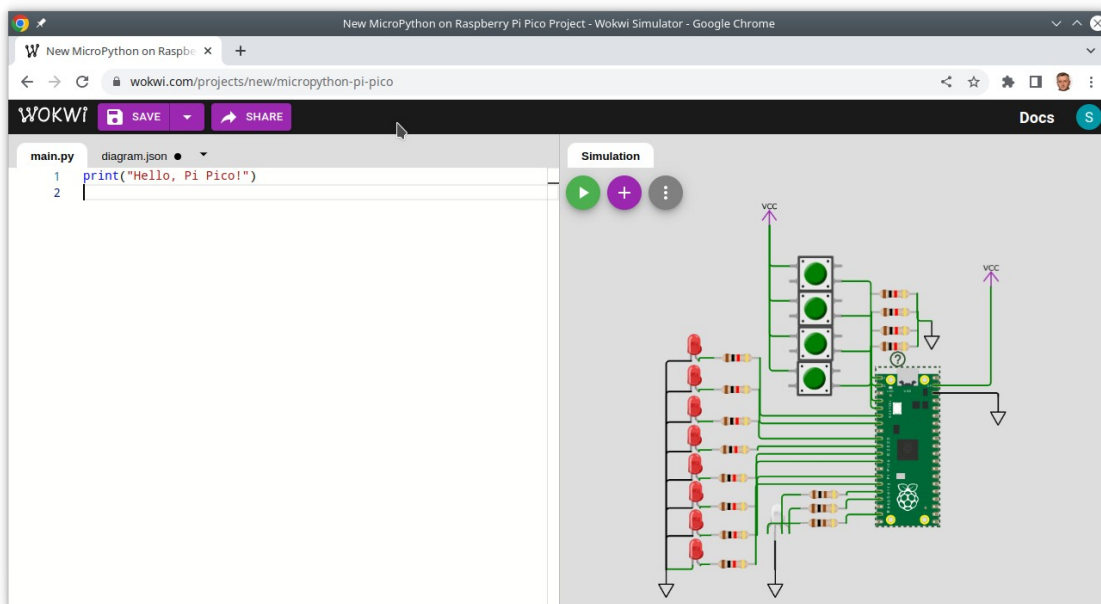 New MicroPython on Raspberry Pi Pico Project - Wokwi Simulator - Google Chrome
New MicroPython on Raspbe
wokwi.com/projects/new/micropython-pi-pico
WOKWI SAVE SHARE Docs S
main.py diagram.json Simulation
1 print("Hello, Pi Pico!")
2
VCC
VCC
?